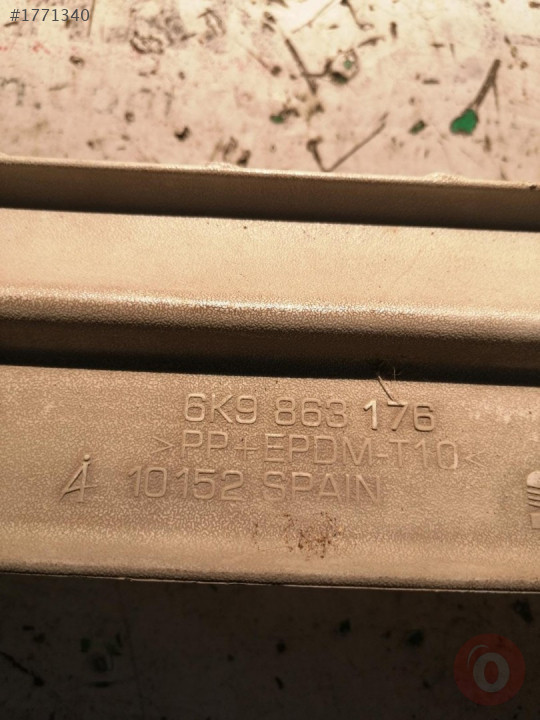 #1771340
6K9 863 176
>PP+EPDM-T10<
10152 SPAIN